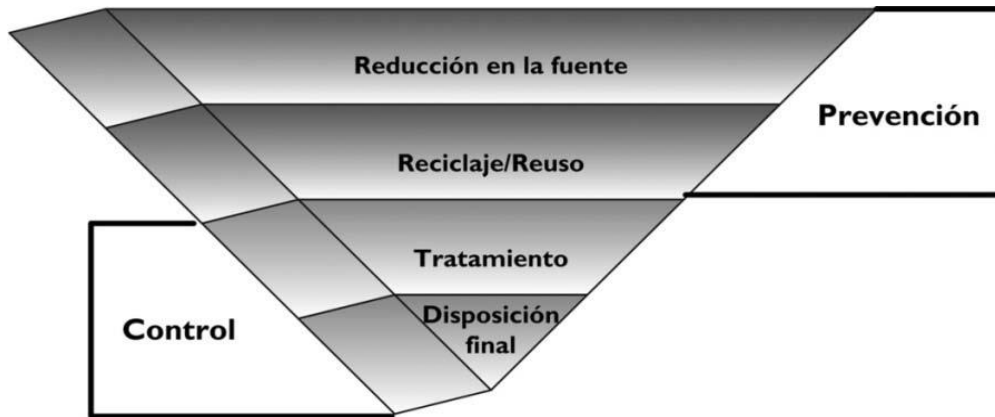 Reducción en la fuente
Prevención
Reciclaje/Reuso
Tratamiento
Control
Disposición
final